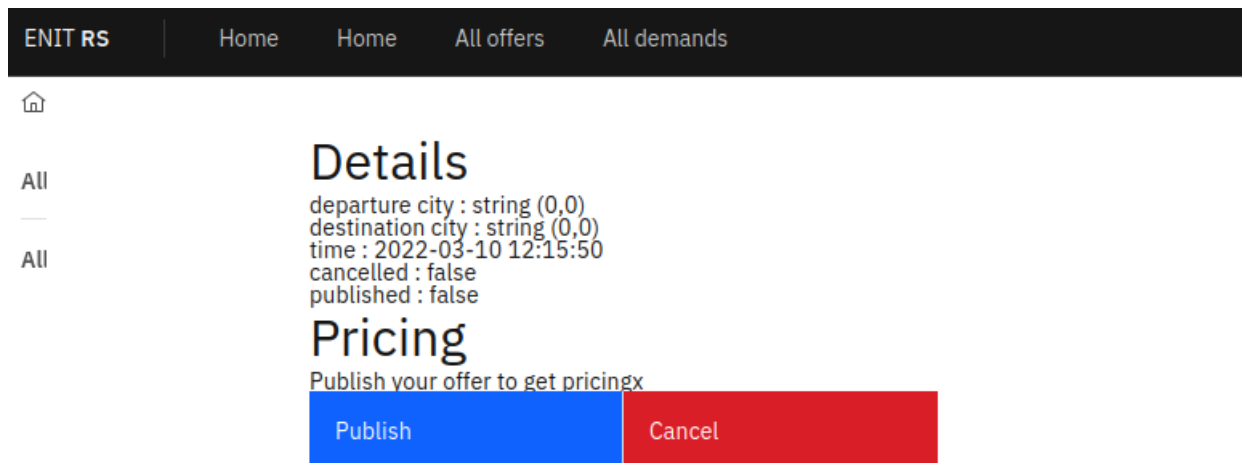 ENIT RS Home Home All offers All demands
All
All
Details
departure city : string (0,0)
destination city : string (0,0)
time : 2022-03-10 12:15:50
cancelled : false
published : false
Pricing
Publish your offer to get pricingx
Publish Cancel